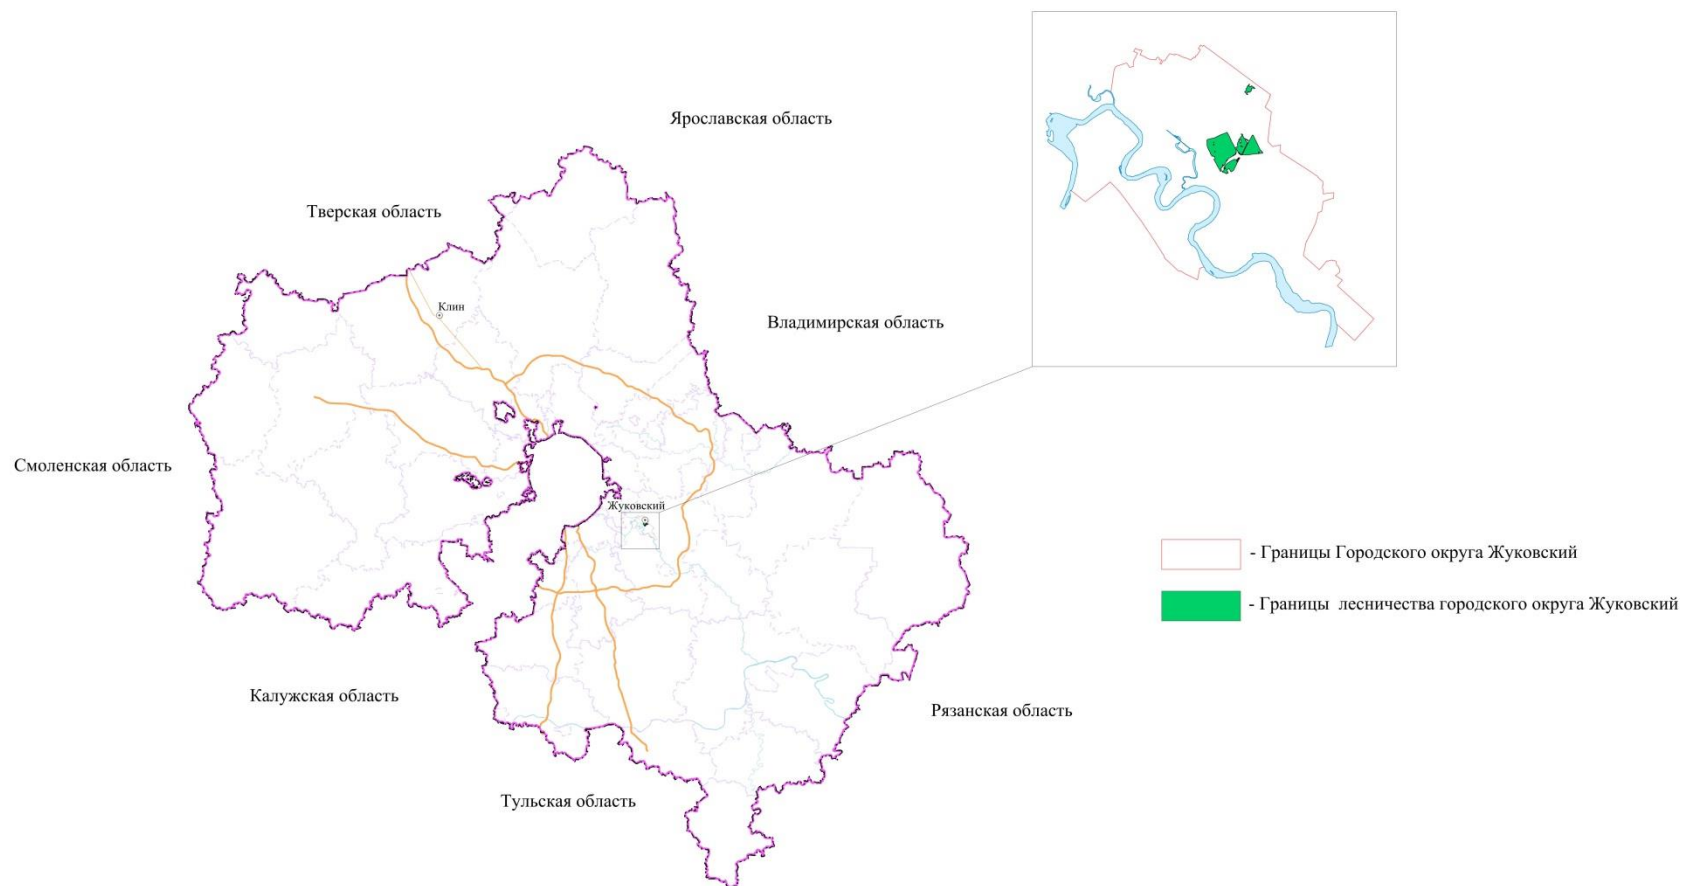 Ярославская область
Тверская область
Клин
Владимирская область
Смоленская область
Жуковский
- Границы Городского округа Жуковский
- Границы лесничества городского округа Жуковский
Калужская область
Рязанская область
Тульская область